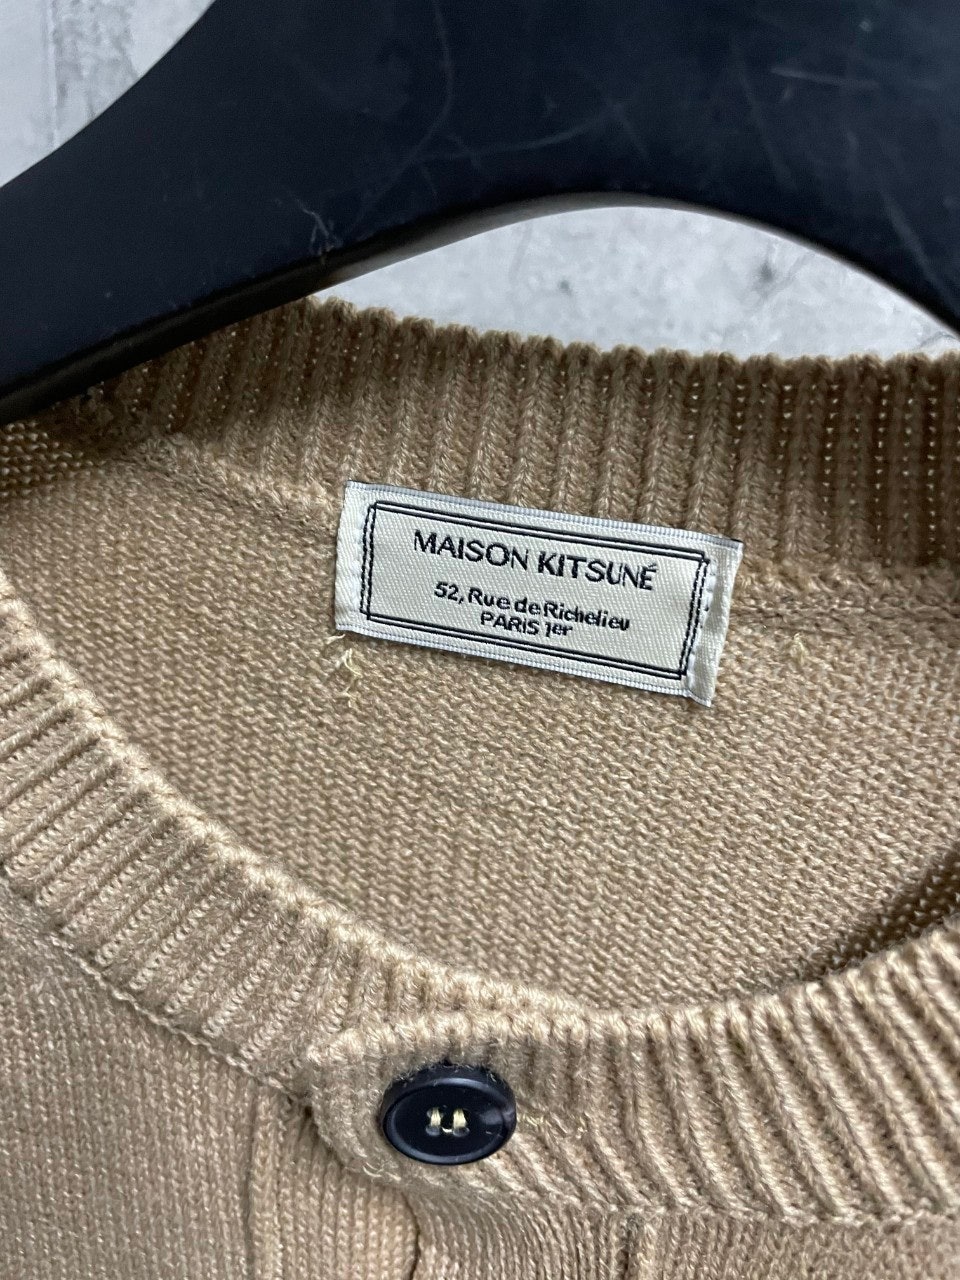 MAISON KITSUNÉ
52, Rue de Richelieu
PARIS 1er